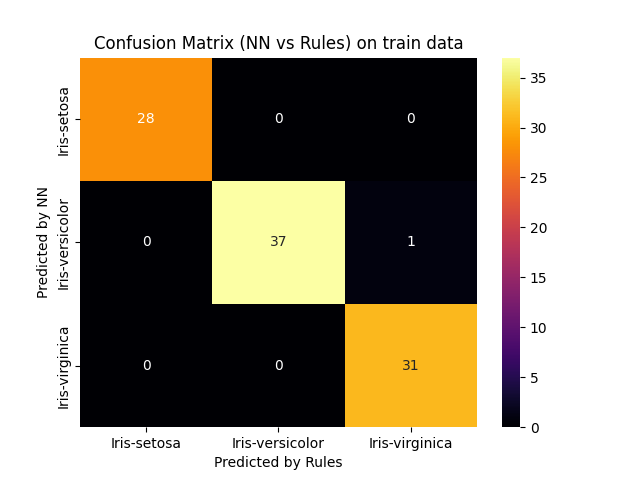 Confusion Matrix (NN vs Rules) on train data
Predicted by NN
Iris-setosa
28 0 0
Iris-versicolor
0 37 1
Iris-virginica
0 0 31
Iris-setosa Iris-versicolor Iris-virginica
Predicted by Rules
35
30
25
20
15
10
5
0